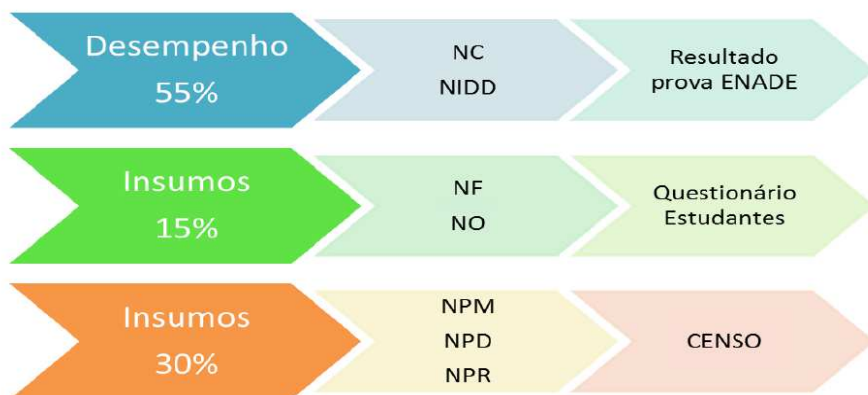 Desempenho
55%
NC
NIDD
Resultado
prova ENADE
Insumos
15%
NF
NO
Questionário
Estudantes
Insumos
30%
NPM
NPD
NPR
CENSO